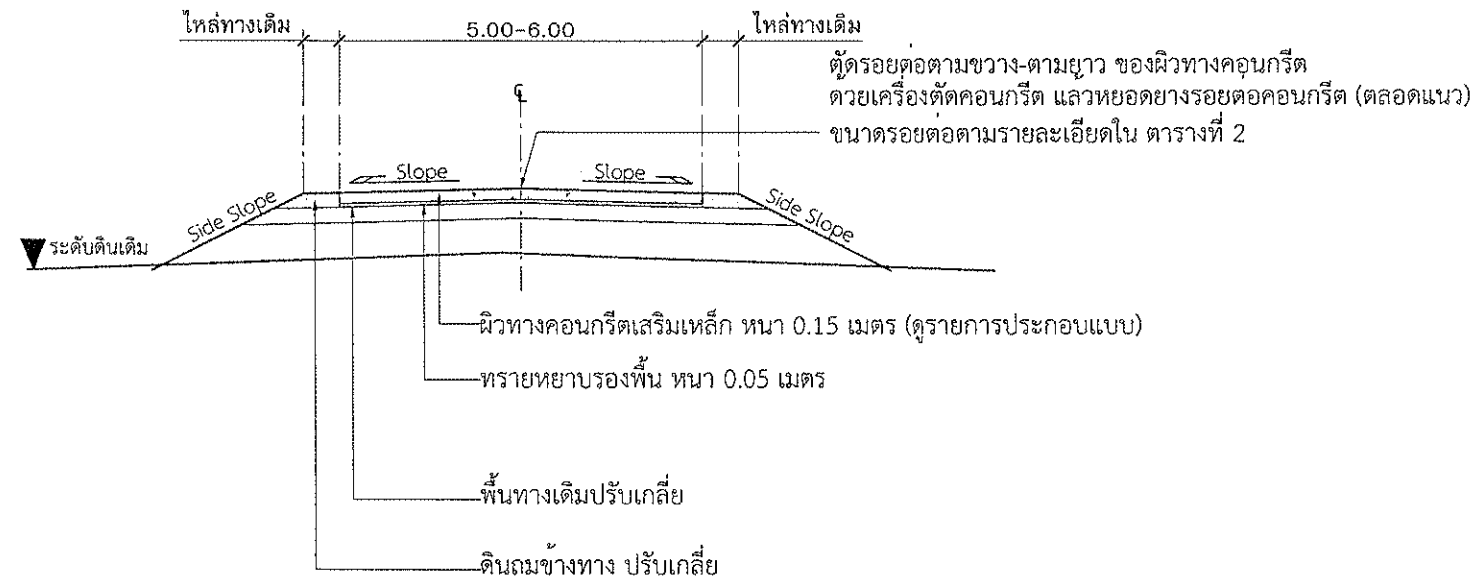 ไหล่ทางเดิม 5.00-6.00 ไหล่ทางเดิม
ตัดรอยต่อตามขวาง-ตามยาว ของผิวทางคอนกรีต
ด้วยเครื่องตัดคอนกรีต แล้วหยอดยางรอยต่อคอนกรีต (ตลอดแนว)
ขนาดรอยต่อตามรายละเอียดใน ตารางที่ 2
℄
Slope Slope
Side Slope Side Slope
ระดับดินเดิม
ผิวทางคอนกรีตเสริมเหล็ก หนา 0.15 เมตร (ดูรายการประกอบแบบ)
ทรายหยาบรองพื้น หนา 0.05 เมตร
พื้นทางเดิมปรับเกลี่ย
ดินถมข้างทาง ปรับเกลี่ย